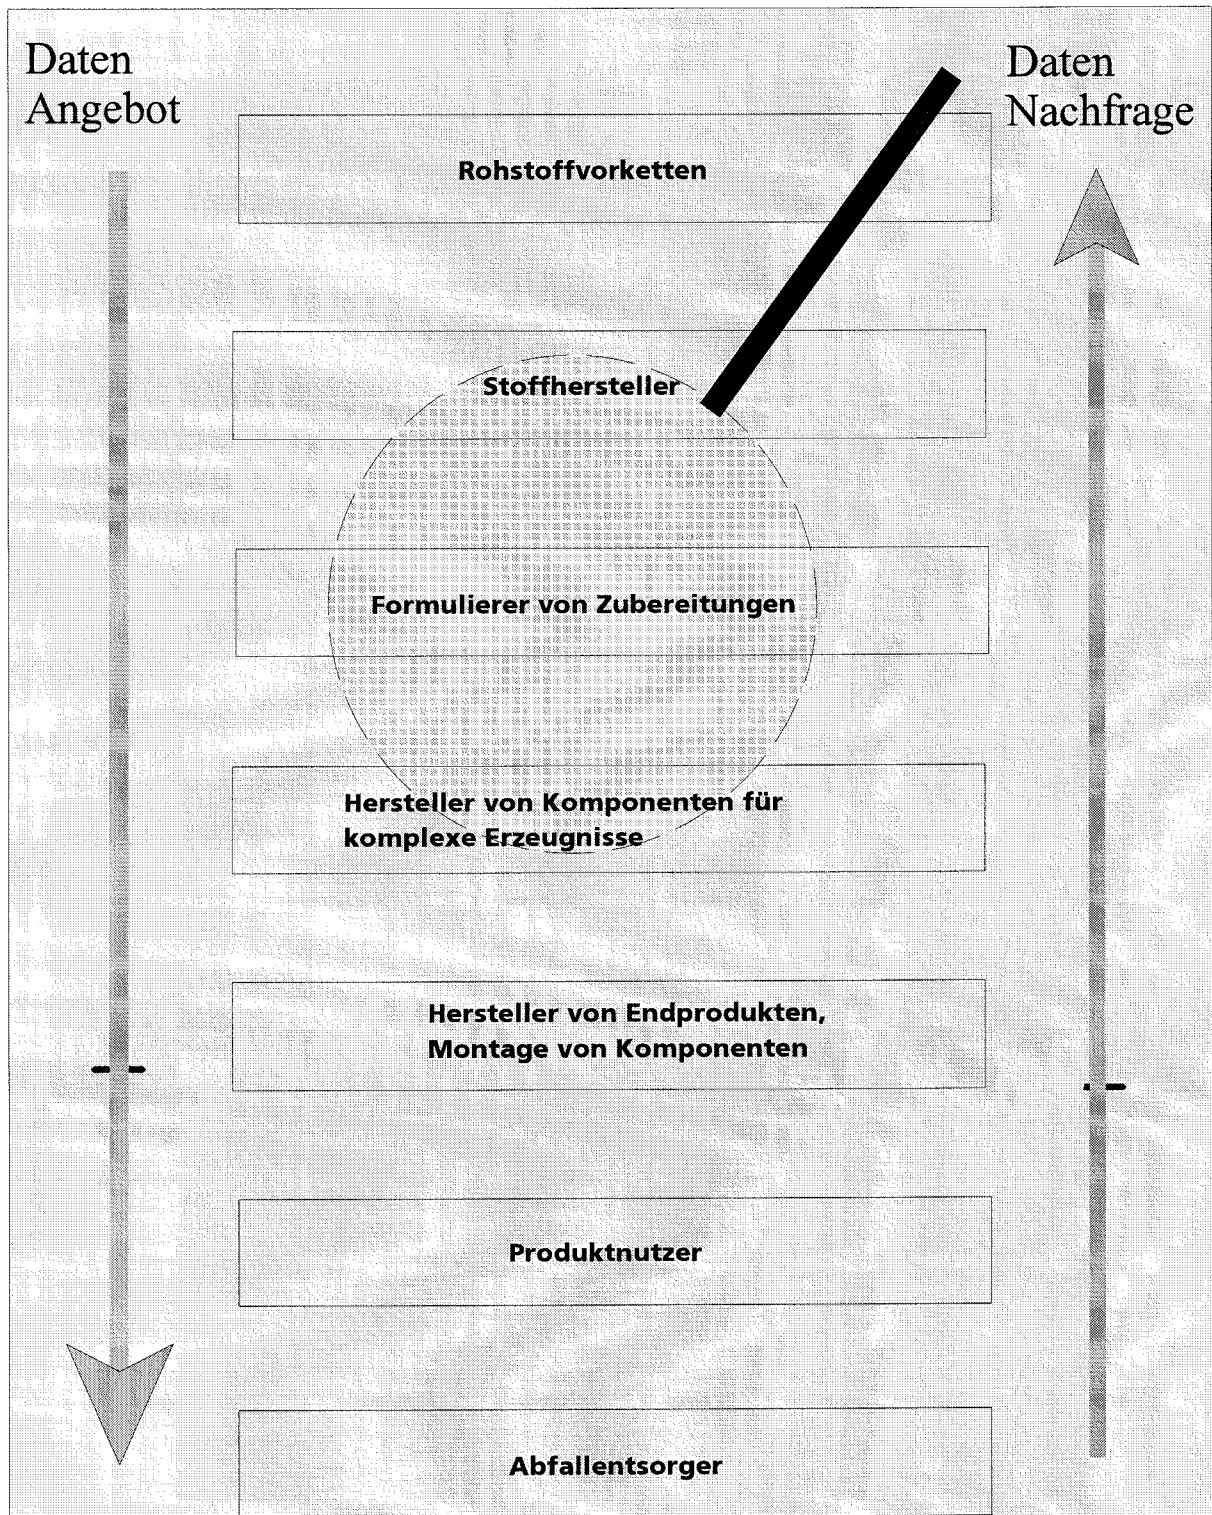 Daten
Angebot
Daten
Nachfrage
Rohstoffvorketten
Stoffhersteller
Formulierer von Zubereitungen
Hersteller von Komponenten für
komplexe Erzeugnisse
Hersteller von Endprodukten,
Montage von Komponenten
Produktnutzer
Abfallentsorger